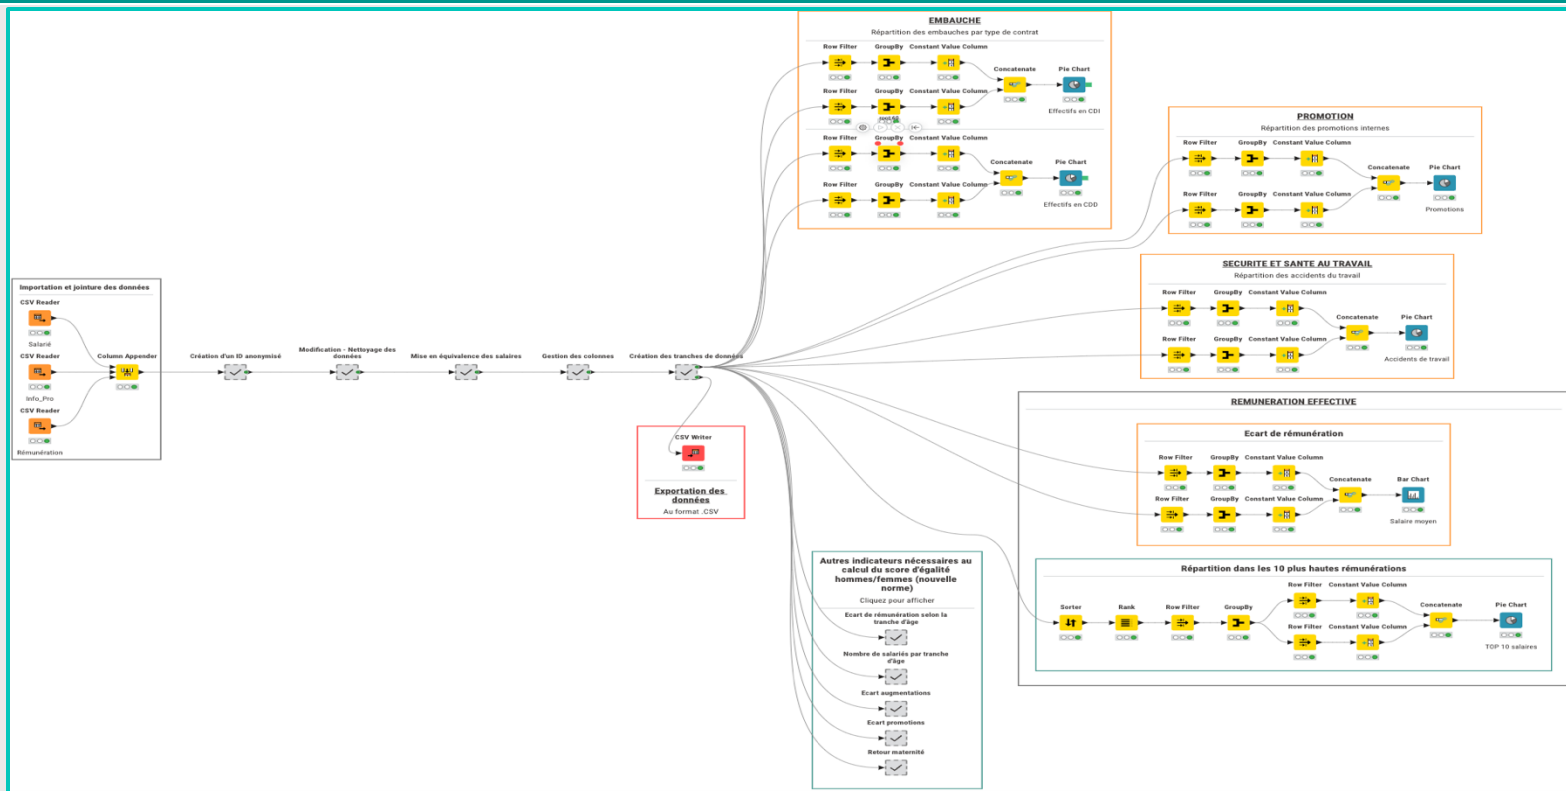 Importation et jointure des données
CSV Reader
Salarié
CSV Reader
Info_Pro
CSV Reader
Rémunération
Column Appender
Création d'un ID anonymisé
Modification - Nettoyage des
données
Mise en équivalence des salaires
Gestion des colonnes
Création des tranches de données
CSV Writer
Exportation des
données
Au format .CSV
EMBAUCHE
Répartition des embauches par type de contrat
Row Filter GroupBy Constant Value Column
Concatenate Pie Chart
Row Filter GroupBy Constant Value Column
Effectifs en CDI
Row Filter GroupBy Constant Value Column
Concatenate Pie Chart
Row Filter GroupBy Constant Value Column
Effectifs en CDD
PROMOTION
Répartition des promotions internes
Row Filter GroupBy Constant Value Column
Concatenate Pie Chart
Row Filter GroupBy Constant Value Column
Promotions
SECURITE ET SANTE AU TRAVAIL
Répartition des accidents du travail
Row Filter GroupBy Constant Value Column
Concatenate Pie Chart
Row Filter GroupBy Constant Value Column
Accidents de travail
REMUNERATION EFFECTIVE
Ecart de rémunération
Row Filter GroupBy Constant Value Column
Concatenate Bar Chart
Row Filter GroupBy Constant Value Column
Salaire moyen
Répartition dans les 10 plus hautes rémunérations
Row Filter Constant Value Column
Sorter Rank Row Filter GroupBy Concatenate Pie Chart
Row Filter Constant Value Column
TOP 10 salaires
Autres indicateurs nécessaires au
calcul du score d'égalité
hommes/femmes (nouvelle
norme)
Cliquez pour afficher
Ecart de rémunération selon la
tranche d'âge
Nombre de salariés par tranche
d'âge
Ecart augmentations
Ecart promotions
Retour maternité